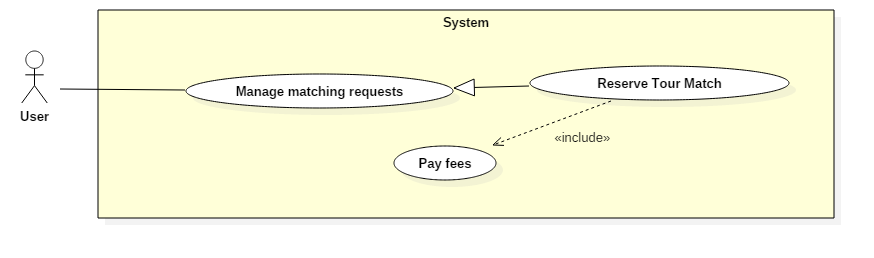 System
User
Manage matching requests
Reserve Tour Match
«include»
Pay fees